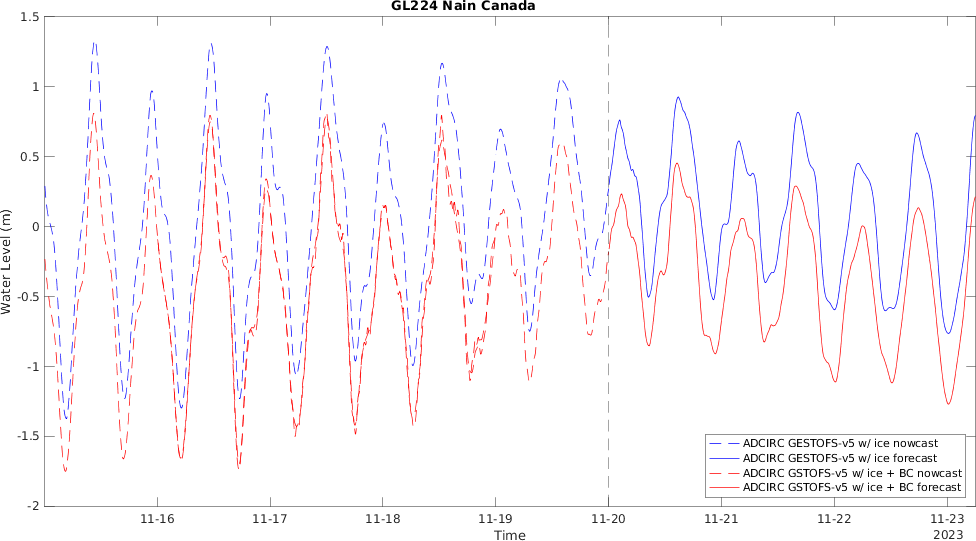 GL224 Nain Canada
1.5
1
0.5
0
-0.5
-1
-1.5
-2
Water Level (m)
11-16
11-17
11-18
11-19
11-20
11-21
11-22
11-23
Time
2023
ADCIRC GESTOFS-v5 w/ ice nowcast
ADCIRC GESTOFS-v5 w/ ice forecast
ADCIRC GSTOFS-v5 w/ ice + BC nowcast
ADCIRC GSTOFS-v5 w/ ice + BC forecast